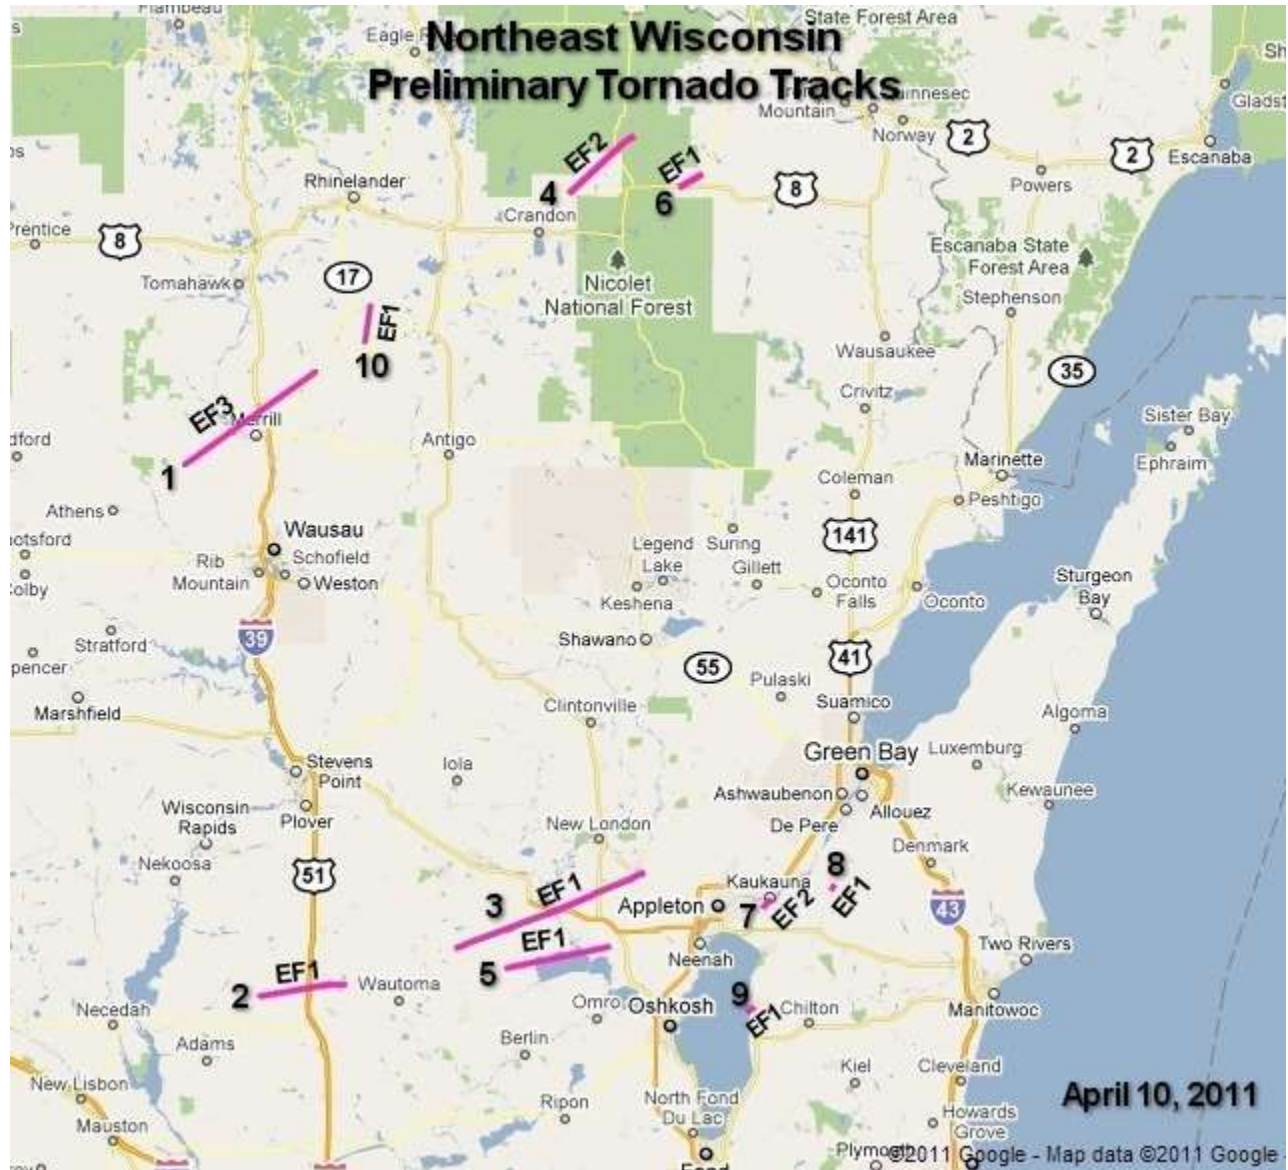 Flambeau
State Forest Area
Northeast Wisconsin
Preliminary Tornado Tracks
Mountain
Norway
2
2
Escanaba
Powers
EF2
EF1
4
6
8
Rhinelander
Crandon
8
Escanaba State
Forest Area
Tomahawk
17
Nicolet
National Forest
Stephenson
EF1
10
Wausaukee
35
Crivitz
EF3
Merrill
1
Antigo
Sister Bay
Ephraim
Marinette
Coleman
Peshtigo
Athens
Wausau
141
Rib
Mountain
Schofield
Weston
Legend
Lake
Suring
Gillett
Keshena
Oconto
Falls
Oconto
Sturgeon
Bay
39
Stratford
Shawano
55
41
Pulaski
Suamico
Marshfield
Clintonville
Algoma
Green Bay
Luxemburg
Stevens
Point
Iola
Ashwaubenon
Allouez
Kewaunee
Wisconsin
Rapids
Plover
New London
De Pere
Denmark
Nekoosa
51
8
EF1
3
EF1
Appleton
Kaukauna
7
EF2
43
5
EF1
Neenah
Two Rivers
2
EF1
Wautoma
Omro
Oshkosh
9
EF1
Chilton
Manitowoc
Necedah
Adams
Berlin
New Lisbon
Kiel
Cleveland
April 10, 2011
Mauston
Ripon
North Fond
Du Lac
Howards
Grove
©2011 Google - Map data ©2011 Google